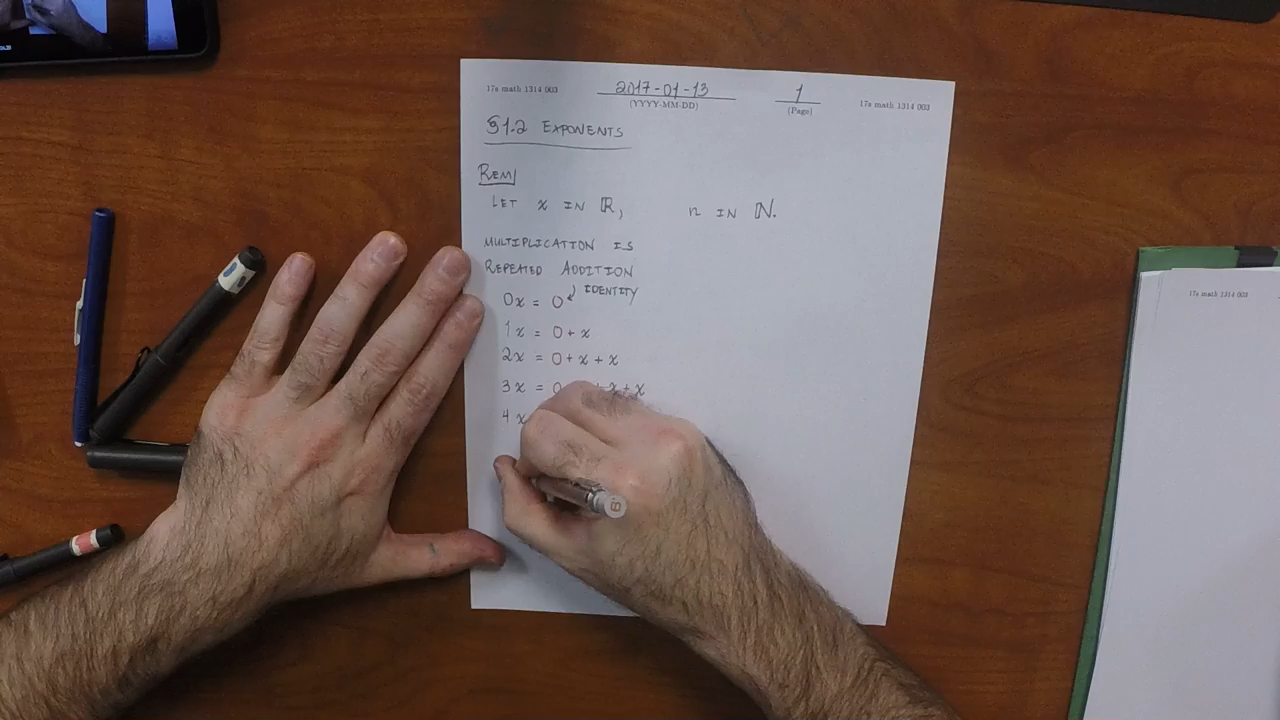 17s math 1314 003 2017-01-13 1 17s math 1314 003
(YYYY-MM-DD) (Page)
§1.2 EXPONENTS
REM
LET x IN ℝ, n IN ℕ.
MULTIPLICATION IS
REPEATED ADDITION
IDENTITY
0x = 0
1x = 0 + x
2x = 0 + x + x
3x = 0 + x + x
4x
17s math 1314 003